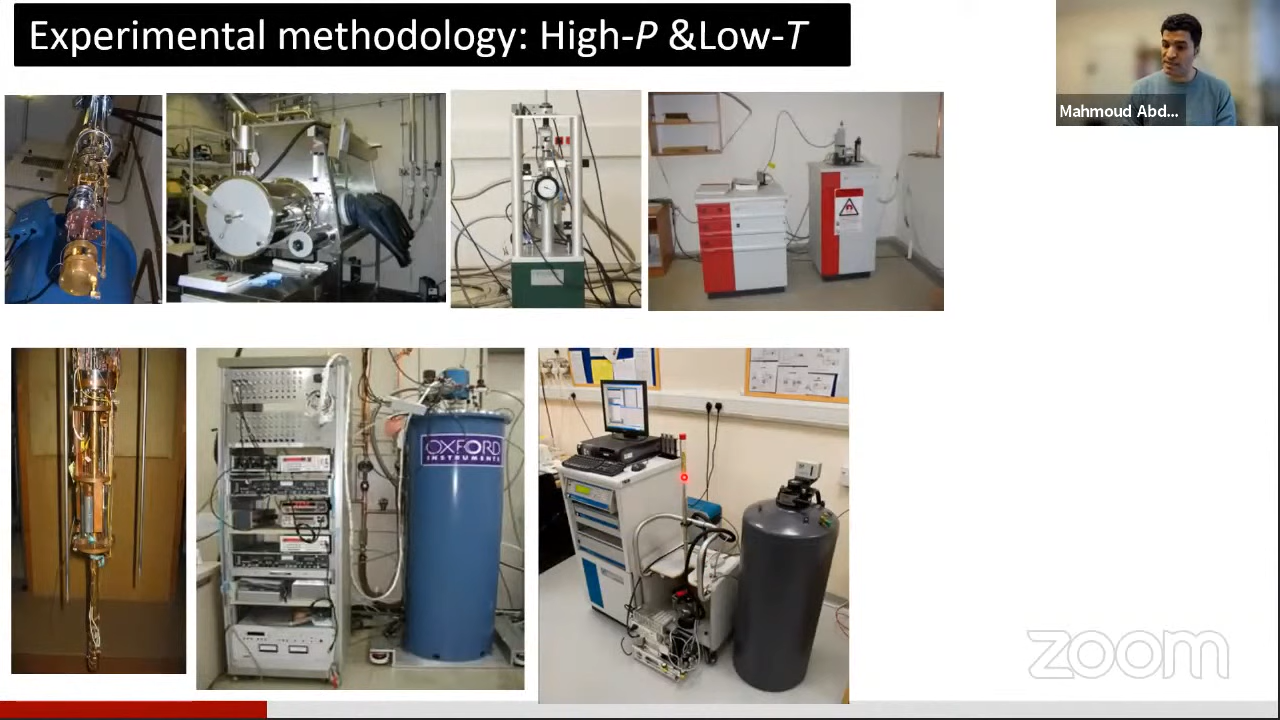 Experimental methodology: High-P &Low-T
Mahmoud Abd...
OXFORD
INSTRUMENTS
zoom